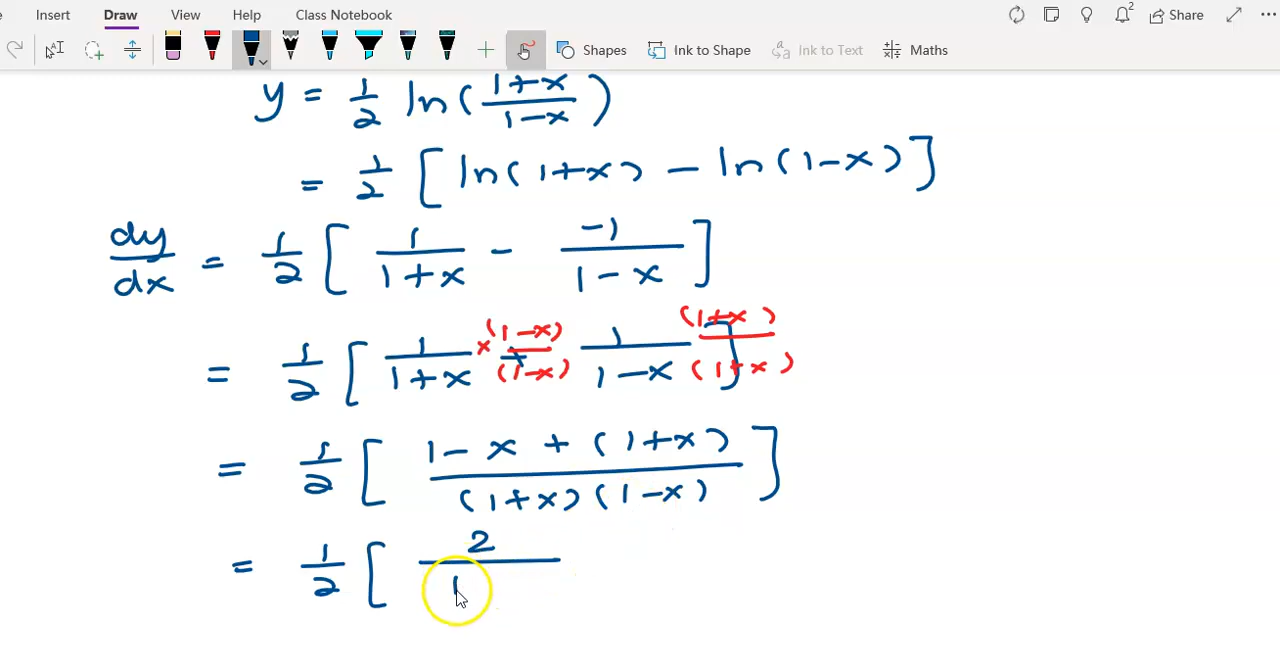 Insert Draw View Help Class Notebook
2 Share
Shapes Ink to Shape Ink to Text Maths
y = 1/2 ln(1+x/1-x)
= 1/2 [ln(1+x) - ln(1-x)]
dy/dx = 1/2 [1/1+x - -1/1-x]
= 1/2 [1/1+x × (1-x)/(1-x) + 1/1-x (1+x)/(1+x)]
= 1/2 [1-x+(1+x)/(1+x)(1-x)]
= 1/2 [2/1